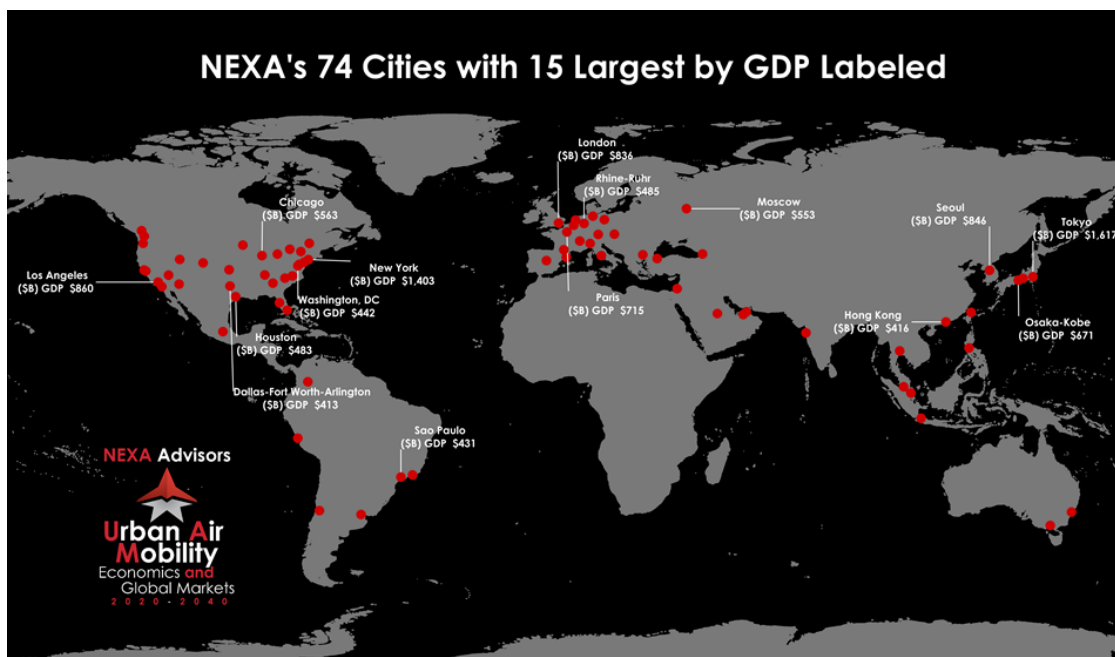 NEXA's 74 Cities with 15 Largest by GDP Labeled
London
($B) GDP $836
Rhine-Ruhr
($B) GDP $485
Chicago
($B) GDP $563
Moscow
($B) GDP $553
Seoul
($B) GDP $846
Tokyo
($B) GDP $1,617
Los Angeles
($B) GDP $860
New York
($B) GDP $1,403
Washington, DC
($B) GDP $442
Paris
($B) GDP $715
Hong Kong
($B) GDP $416
Osaka-Kobe
($B) GDP $671
Houston
($B) GDP $483
Dallas-Fort Worth-Arlington
($B) GDP $413
Sao Paulo
($B) GDP $431
NEXA Advisors
Urban Air
Mobility
Economics and
Global Markets
2020-2040